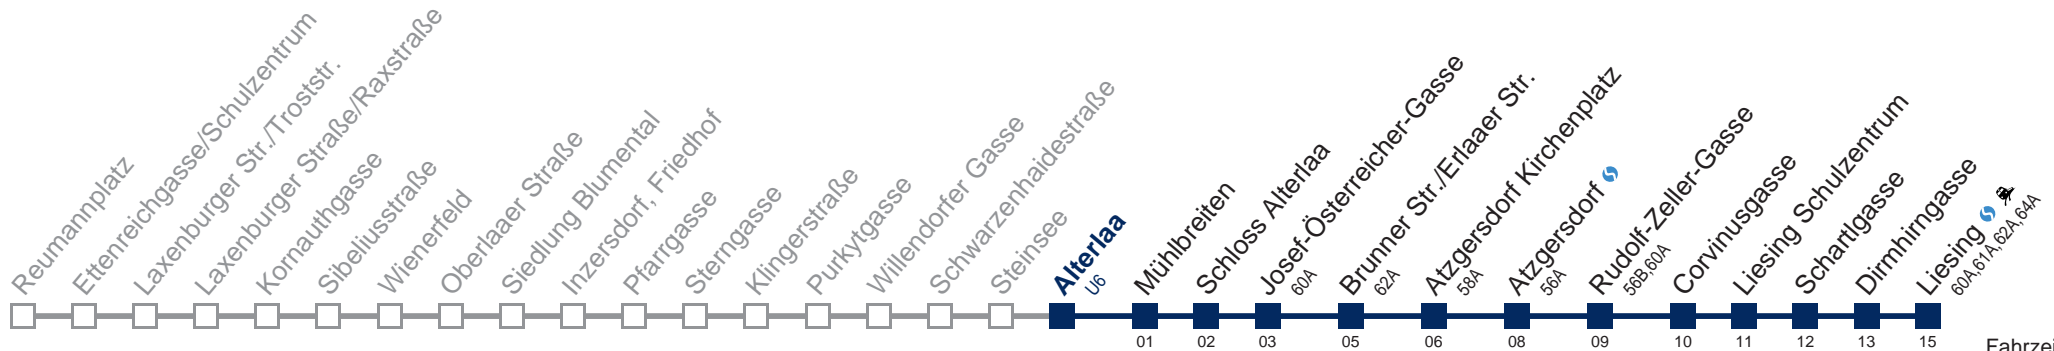 Reumannplatz
Ettenreichgasse/Schulzentrum
Laxenburger Str./Troststr.
Laxenburger Straße/Raxstraße
Kornauthgasse
Sibeliusstraße
Wienerfeld
Oberlaaer Straße
Siedlung Blumental
Inzersdorf, Friedhof
Pfarrgasse
Sterngasse
Klingerstraße
Purkytgasse
Willendorfer Gasse
Schwarzenhaidestraße
Steinsee
Alterlaa
U6
Mühlbreiten
Schloss Alterlaa
Josef-Österreicher-Gasse
60A
Brunner Str./Erlaaer Str.
62A
Atzgersdorf Kirchenplatz
58A
Atzgersdorf
56A
Rudolf-Zeller-Gasse
56B,60A
Corvinusgasse
Liesing Schulzentrum
Schartlgasse
Dirmhirngasse
Liesing
60A,61A,62A,64A
01 02 03 05 06 08 09 10 11 12 13 15
Fahrzei